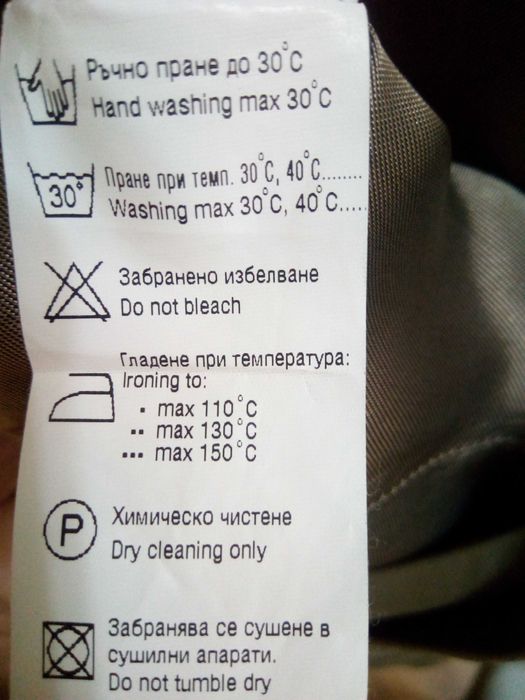 Ръчно пране до 30°C
Hand washing max 30°C
30°
Пране при темп. 30°C, 40°C........
Washing max 30°C, 40°C.....
Забранено избелване
Do not bleach
Гладене при температура:
Ironing to:
· max 110°C
·· max 130°C
··· max 150°C
P
Химическо чистене
Dry cleaning only
Забранява се сушене в
сушилни апарати.
Do not tumble dry